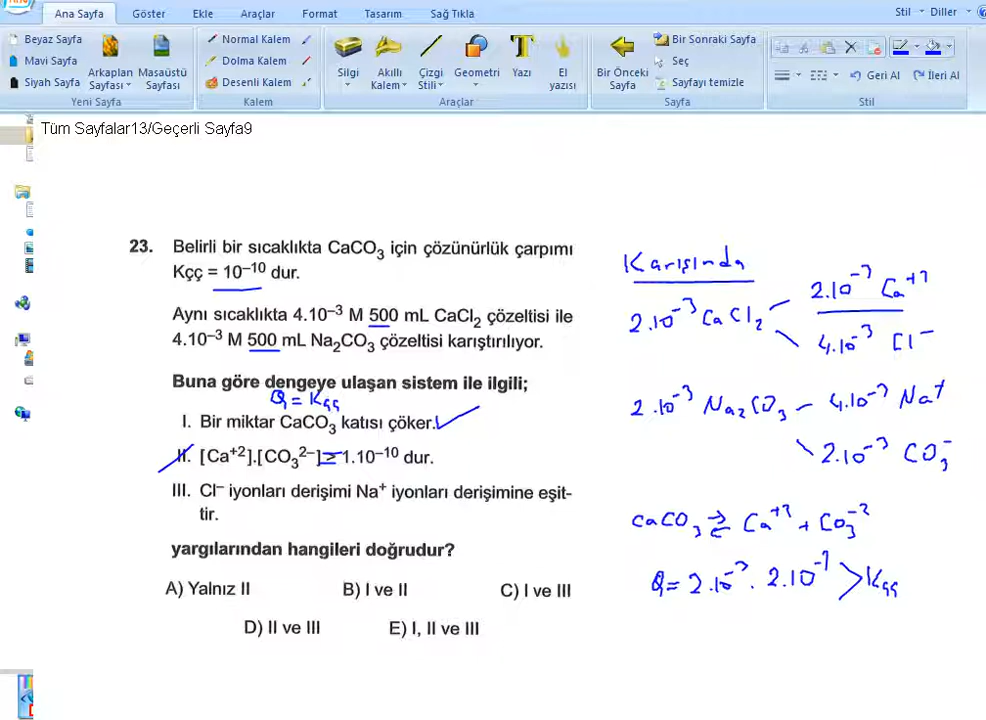 Ana Sayfa Göster Ekle Araçlar Format Tasarım Sağ Tıkla Stil Diller
Beyaz Sayfa
Mavi Sayfa
Siyah Sayfa
Arkaplan Sayfası
Masaüstü Sayfası
Yeni Sayfa
Normal Kalem
Dolma Kalem
Desenli Kalem
Kalem
Silgi
Akıllı Kalem
Çizgi Stili
Geometri
Yazı
El yazısı
Araçlar
Bir Önceki Sayfa
Bir Sonraki Sayfa
Seç
Sayfayı temizle
Sayfa
Geri Al
İleri Al
Stil
Tüm Sayfalar13/Geçerli Sayfa9
23. Belirli bir sıcaklıkta CaCO₃ için çözünürlük çarpımı
Kçç = 10⁻¹⁰ dur.
Aynı sıcaklıkta 4.10⁻³ M 500 mL CaCl₂ çözeltisi ile
4.10⁻³ M 500 mL Na₂CO₃ çözeltisi karıştırılıyor.
Buna göre dengeye ulaşan sistem ile ilgili;
Q = Kçç
I. Bir miktar CaCO₃ katısı çöker.
II. [Ca⁺²].[CO₃²⁻] = 1.10⁻¹⁰ dur.
III. Cl⁻ iyonları derişimi Na⁺ iyonları derişimine eşit-
tir.
yargılarından hangileri doğrudur?
A) Yalnız II B) I ve II C) I ve III
D) II ve III E) I, II ve III
Karışında
2.10⁻³ CaCl₂
2.10⁻³ Ca⁺²
4.10⁻³ Cl⁻
2.10⁻³ Na₂CO₃
4.10⁻³ Na⁺
2.10⁻³ CO₃⁻
CaCO₃ ⇌ Ca⁺² + CO₃⁻²
Q = 2.10⁻³ . 2.10⁻³ > Kçç